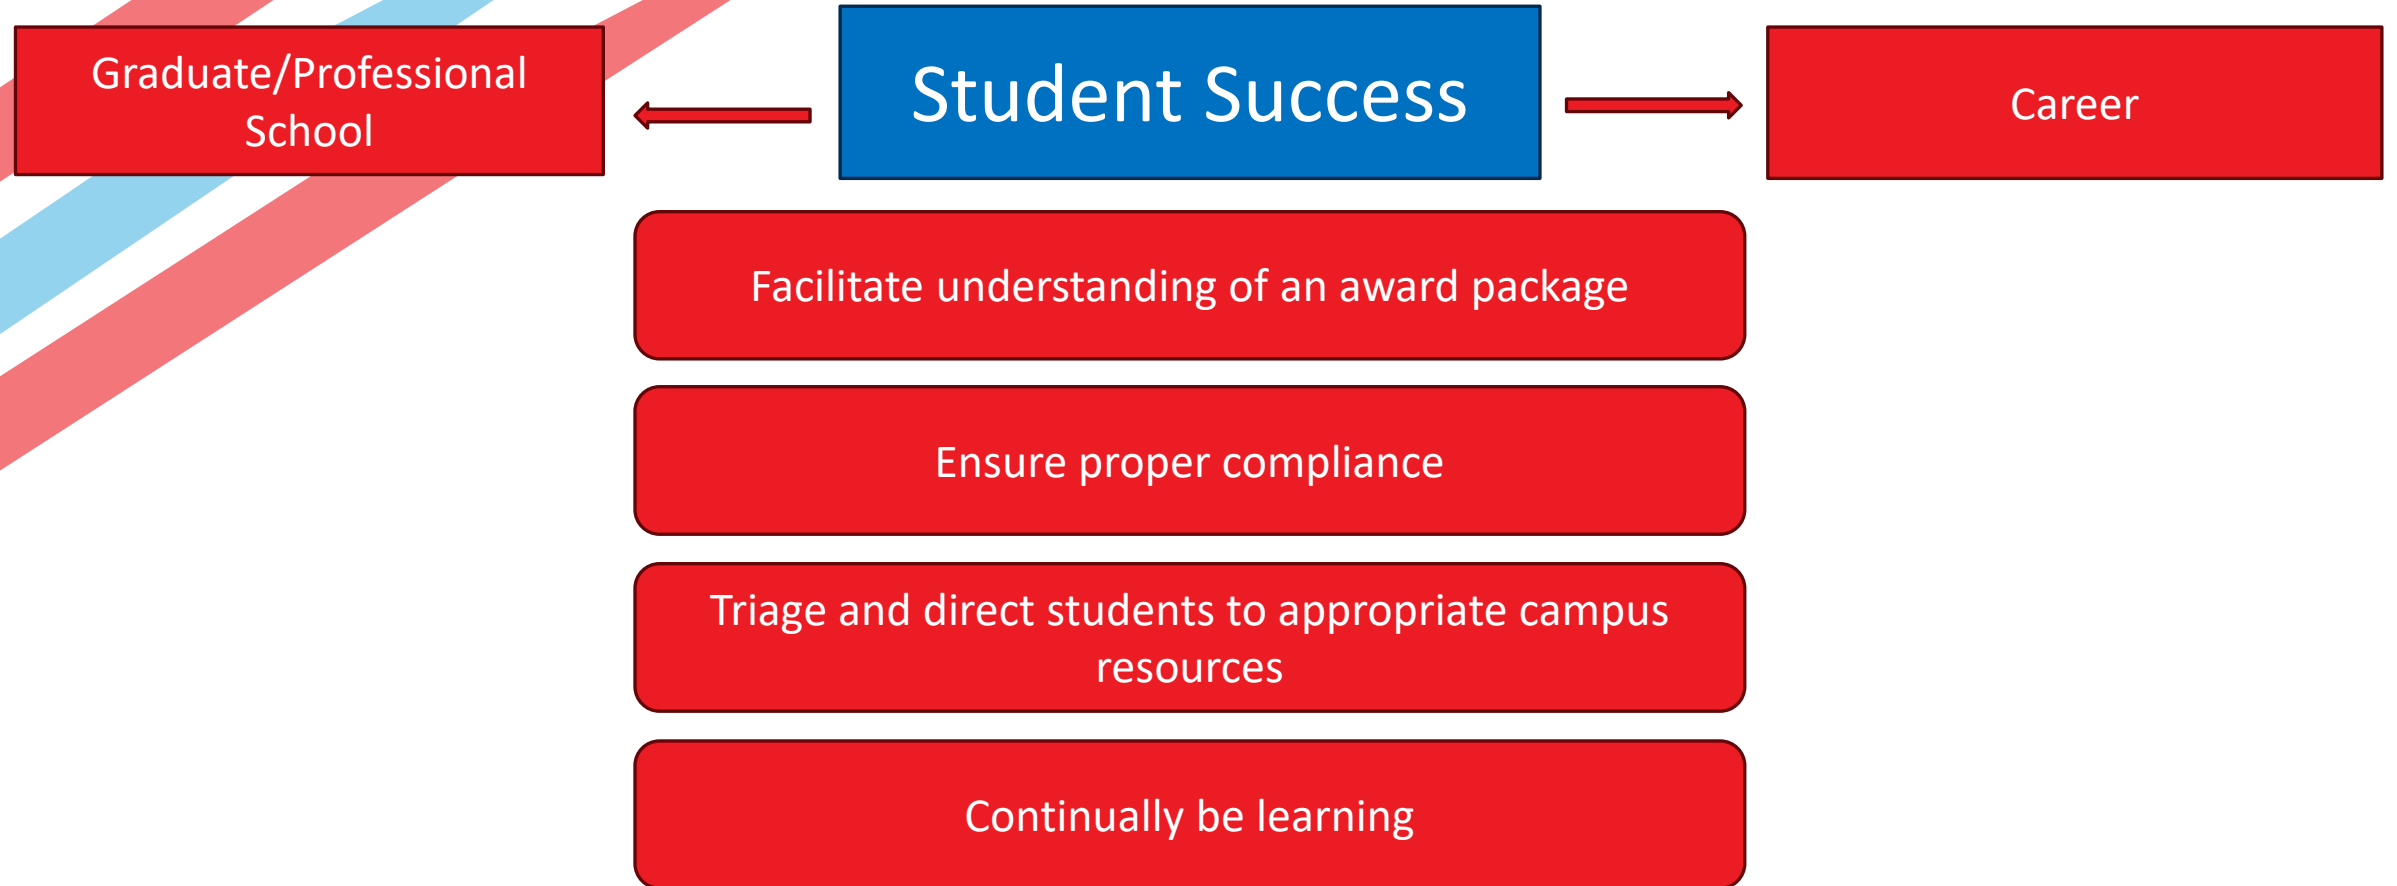 Graduate/Professional
School
Student Success
Career
Facilitate understanding of an award package
Ensure proper compliance
Triage and direct students to appropriate campus
resources
Continually be learning